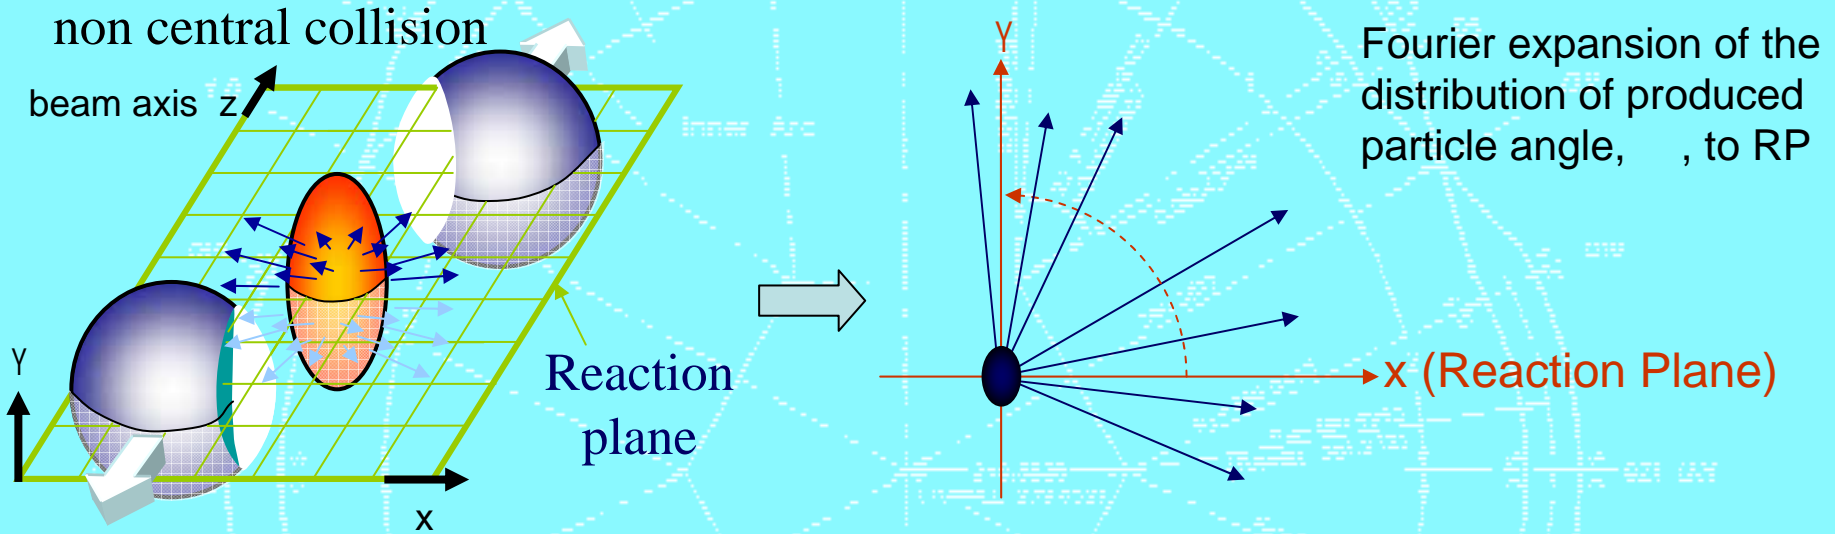 non central collision
beam axis z
Y
x
Reaction
plane
Y
x (Reaction Plane)
Fourier expansion of the
distribution of produced
particle angle, , to RP